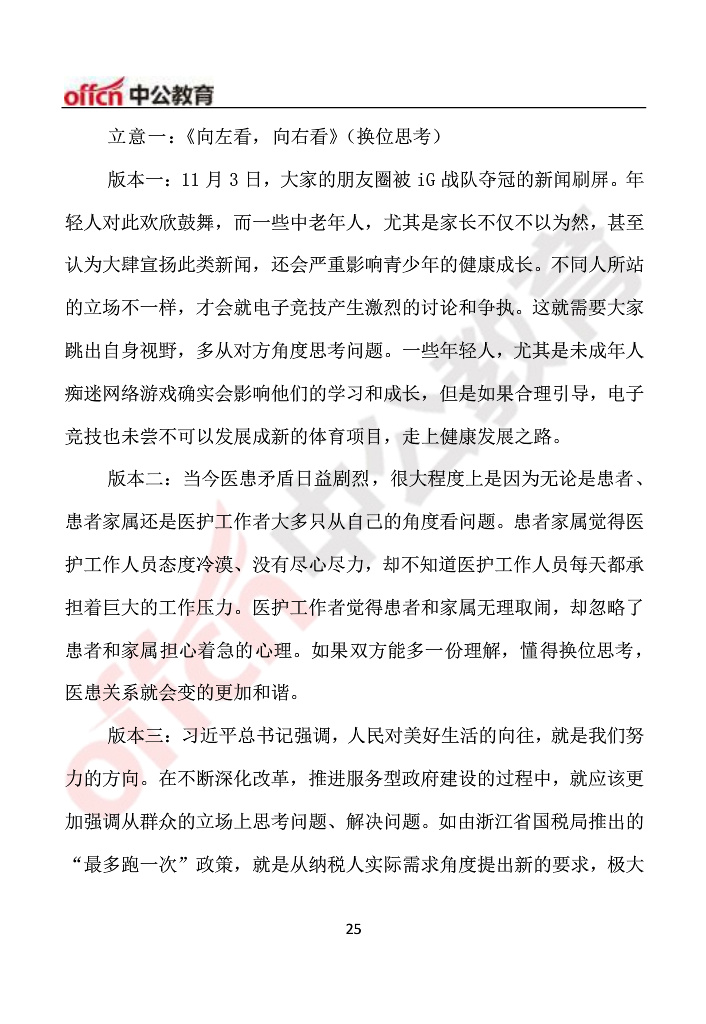 offcn 中公教育
立意一：《向左看，向右看》（换位思考）
版本一：11 月 3 日，大家的朋友圈被 iG 战队夺冠的新闻刷屏。年
轻人对此欢欣鼓舞，而一些中老年人，尤其是家长不仅不以为然，甚至
认为大肆宣扬此类新闻，还会严重影响青少年的健康成长。不同人所站
的立场不一样，才会就电子竞技产生激烈的讨论和争执。这就需要大家
跳出自身视野，多从对方角度思考问题。一些年轻人，尤其是未成年人
痴迷网络游戏确实会影响他们的学习和成长，但是如果合理引导，电子
竞技也未尝不可以发展成新的体育项目，走上健康发展之路。
版本二：当今医患矛盾日益剧烈，很大程度上是因为无论是患者、
患者家属还是医护工作者大多只从自己的角度看问题。患者家属觉得医
护工作人员态度冷漠、没有尽心尽力，却不知道医护工作人员每天都承
担着巨大的工作压力。医护工作者觉得患者和家属无理取闹，却忽略了
患者和家属担心着急的心理。如果双方能多一份理解，懂得换位思考，
医患关系就会变的更加和谐。
版本三：习近平总书记强调，人民对美好生活的向往，就是我们努
力的方向。在不断深化改革，推进服务型政府建设的过程中，就应该更
加强调从群众的立场上思考问题、解决问题。如由浙江省国税局推出的
“最多跑一次”政策，就是从纳税人实际需求角度提出新的要求，极大
25
offcn 中公教育